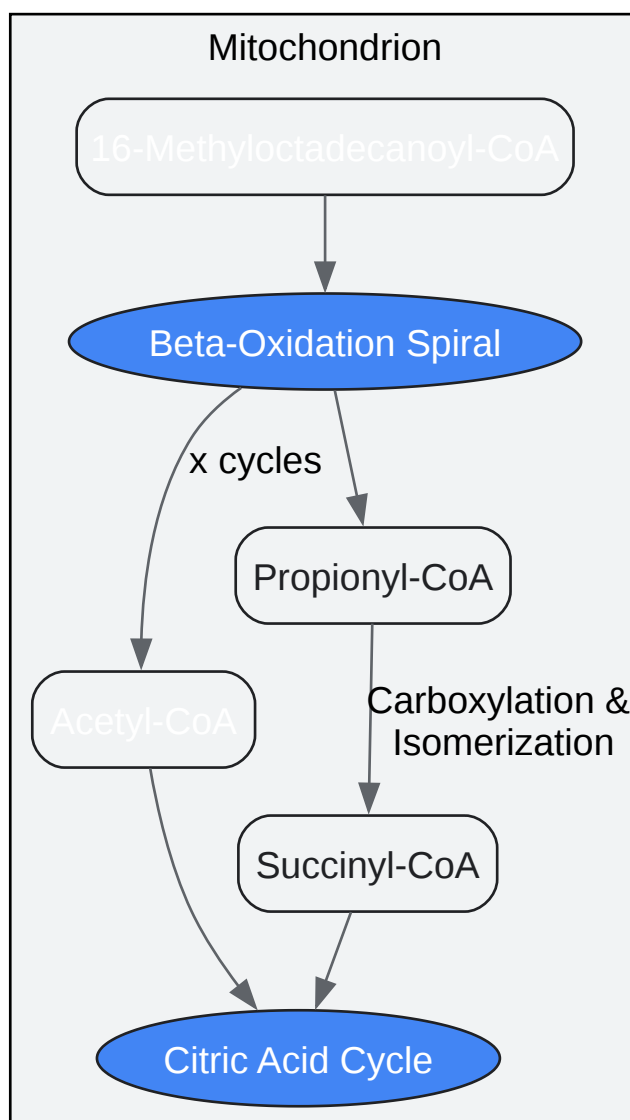 Mitochondrion
16-Methyloctadecanoyl-CoA
Beta-Oxidation Spiral
x cycles
Propionyl-CoA
Carboxylation &
Isomerization
Acetyl-CoA
Succinyl-CoA
Citric Acid Cycle